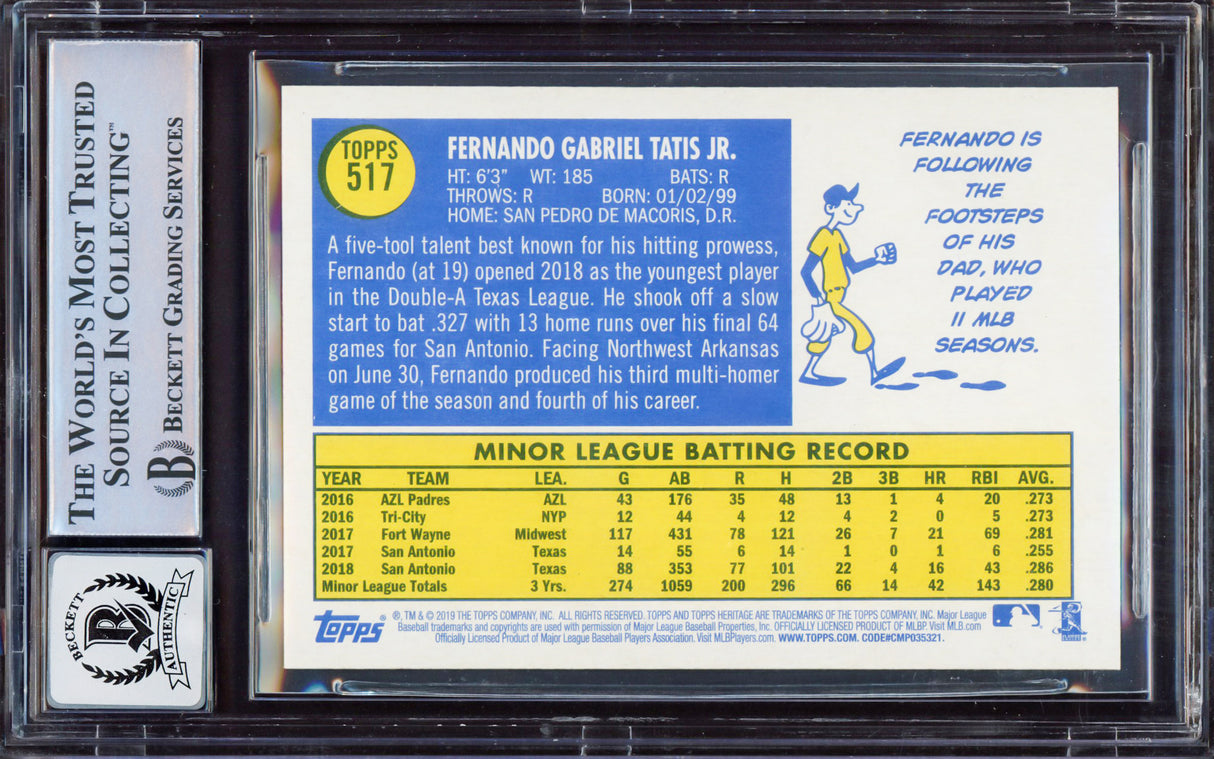 THE WORLD'S MOST TRUSTED
SOURCE IN COLLECTING™
BECKETT GRADING SERVICES
B
BECKETT
B
AUTHENTIC
TOPPS
517
FERNANDO GABRIEL TATIS JR.
HT: 6'3" WT: 185 BATS: R
THROWS: R BORN: 01/02/99
HOME: SAN PEDRO DE MACORIS, D.R.
A five-tool talent best known for his hitting prowess,
Fernando (at 19) opened 2018 as the youngest player
in the Double-A Texas League. He shook off a slow
start to bat .327 with 13 home runs over his final 64
games for San Antonio. Facing Northwest Arkansas
on June 30, Fernando produced his third multi-homer
game of the season and fourth of his career.
FERNANDO IS
FOLLOWING
THE
FOOTSTEPS
OF HIS
DAD, WHO
PLAYED
11 MLB
SEASONS.
MINOR LEAGUE BATTING RECORD
YEAR TEAM LEA. G AB R H 2B 3B HR RBI AVG.
2016 AZL Padres AZL 43 176 35 48 13 1 4 20 .273
2016 Tri-City NYP 12 44 4 12 4 2 0 5 .273
2017 Fort Wayne Midwest 117 431 78 121 26 7 21 69 .281
2017 San Antonio Texas 14 55 6 14 1 0 1 6 .255
2018 San Antonio Texas 88 353 77 101 22 4 16 43 .286
Minor League Totals 3 Yrs. 274 1059 200 296 66 14 42 143 .280
Topps®
®, TM & © 2019 THE TOPPS COMPANY, INC. ALL RIGHTS RESERVED. TOPPS AND TOPPS HERITAGE ARE TRADEMARKS OF THE TOPPS COMPANY, INC. Major League
Baseball trademarks and copyrights are used with permission of Major League Baseball Properties, Inc. OFFICIALLY LICENSED PRODUCT OF MLBP. Visit MLB.com
Officially Licensed Product of Major League Baseball Players Association. Visit MLBPlayers.com. WWW.TOPPS.COM. CODE#CMP035321.